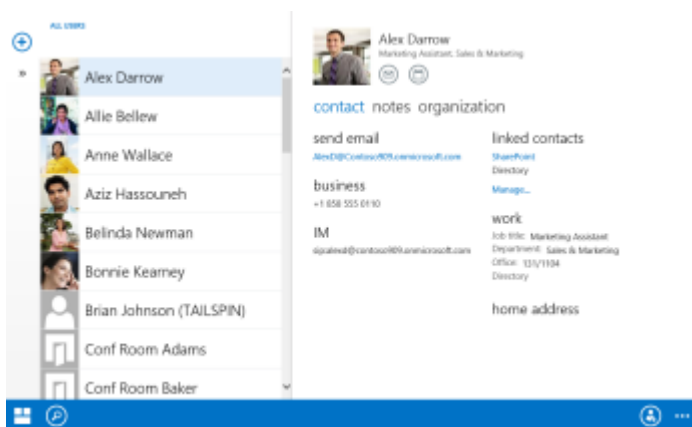 ALL USERS
Alex Darrow
Allie Bellew
Anne Wallace
Aziz Hassouneh
Belinda Newman
Bonnie Kearney
Brian Johnson (TAILSPIN)
Conf Room Adams
Conf Room Baker
Alex Darrow
Marketing Assistant, Sales & Marketing
contact notes organization
send email
AlexD@Contoso909.onmicrosoft.com
business
+1 858 555 0110
IM
linked contacts
SharePoint
Directory
Manage...
work
Job title: Marketing Assistant
Department: Sales & Marketing
Office: 131/1104
Directory
home address